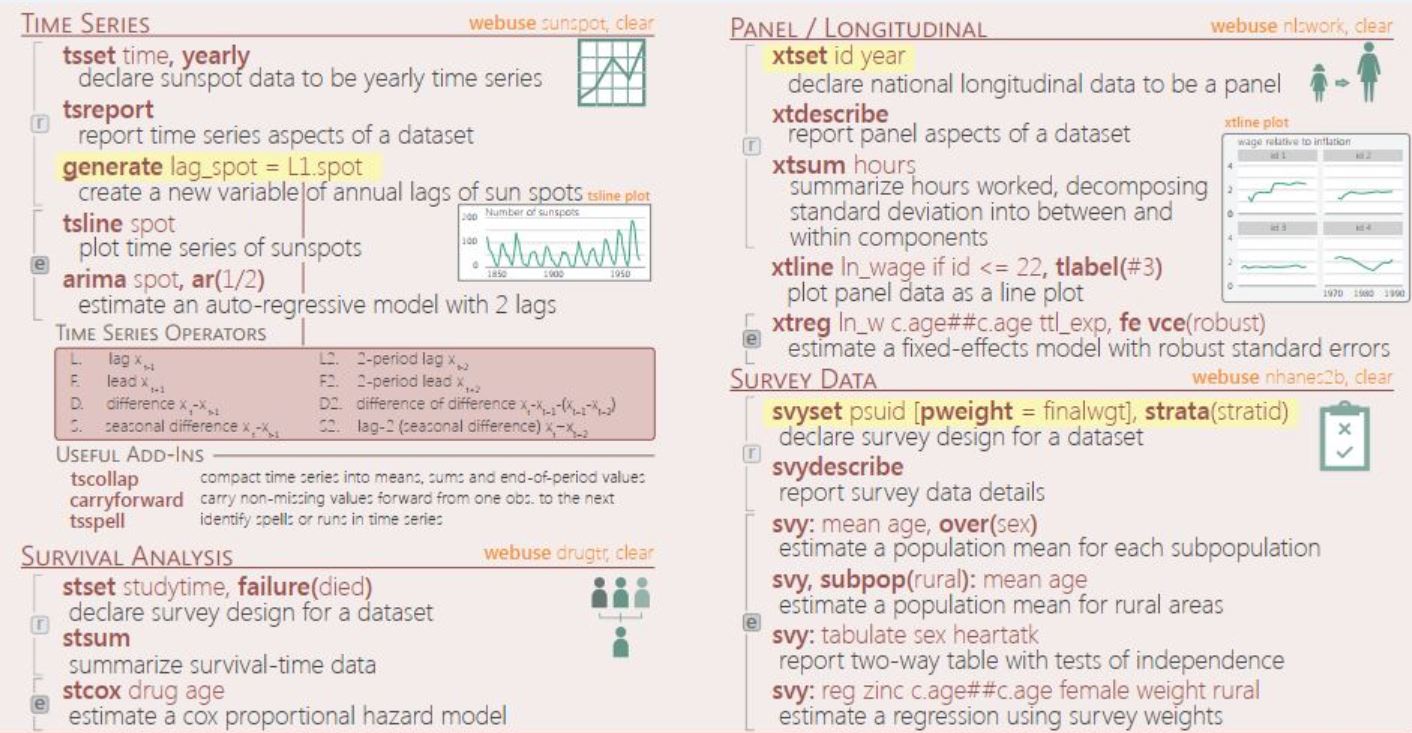 TIME SERIES
webuse sunspot, clear
tsset time, yearly
declare sunspot data to be yearly time series
tsreport
r
report time series aspects of a dataset
generate lag_spot = L1.spot
create a new variable of annual lags of sun spots
tsline plot
tsline spot
200 Number of sunspots
100
0
1850 1900 1950
plot time series of sunspots
e
arima spot, ar(1/2)
estimate an auto-regressive model with 2 lags
TIME SERIES OPERATORS
L. lag x t-1 L2. 2-period lag x t-2
F. lead x t+1 F2. 2-period lead x t+2
D. difference x t-x t-1 D2. difference of difference x t-x t-1-(x t-1-x t-2)
S. seasonal difference x t-x t-1 S2. lag-2 (seasonal difference) x t-x t-2
USEFUL ADD-INS
tscollap compact time series into means, sums and end-of-period values
carryforward carry non-missing values forward from one obs. to the next
tsspell identify spells or runs in time series
SURVIVAL ANALYSIS
webuse drugtr, clear
stset studytime, failure(died)
declare survey design for a dataset
r
stsum
summarize survival-time data
stcox drug age
e
estimate a cox proportional hazard model
PANEL / LONGITUDINAL
webuse nlswork, clear
xtset id year
declare national longitudinal data to be a panel
xtdescribe
report panel aspects of a dataset
r
xtline plot
wage relative to inflation
id 1 id 2
4
2
0
id 3 id 4
4
2
0
1970 1980 1990
xtsum hours
summarize hours worked, decomposing
standard deviation into between and
within components
xtline ln_wage if id <= 22, tlabel(#3)
plot panel data as a line plot
xtreg ln_w c.age##c.age ttl_exp, fe vce(robust)
e
estimate a fixed-effects model with robust standard errors
SURVEY DATA
webuse nhanes2b, clear
svyset psuid [pweight = finalwgt], strata(stratid)
declare survey design for a dataset
r
svydescribe
report survey data details
svy: mean age, over(sex)
estimate a population mean for each subpopulation
svy, subpop(rural): mean age
estimate a population mean for rural areas
e
svy: tabulate sex heartatk
report two-way table with tests of independence
svy: reg zinc c.age##c.age female weight rural
estimate a regression using survey weights